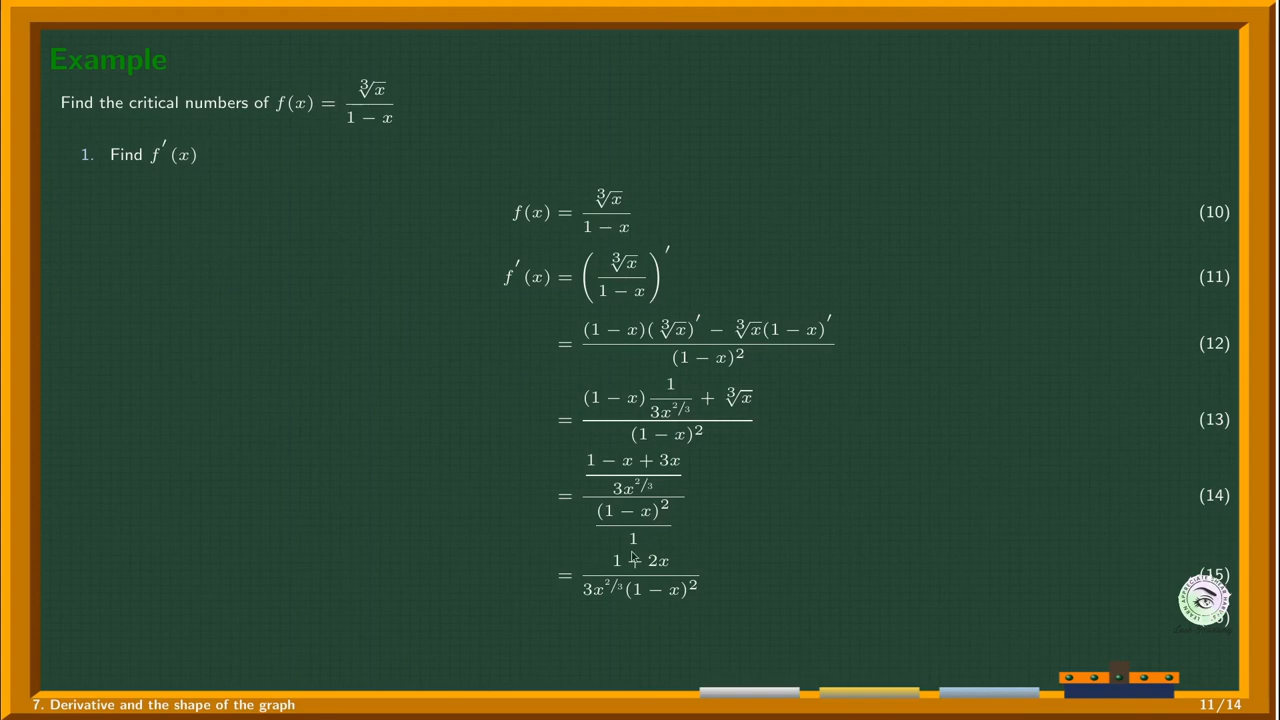 Example
Find the critical numbers of f(x) = ∛x / (1 − x)
1. Find f′(x)
f(x) = ∛x / (1 − x) (10)
f′(x) = (∛x / (1 − x))′ (11)
= ((1 − x)(∛x)′ − ∛x(1 − x)′) / (1 − x)² (12)
= ((1 − x) 1/(3x^2/3) + ∛x) / (1 − x)² (13)
= ((1 − x + 3x) / (3x^2/3)) / ((1 − x)² / 1) (14)
= (1 + 2x) / (3x^2/3 (1 − x)²) (15)
7. Derivative and the shape of the graph 11/14